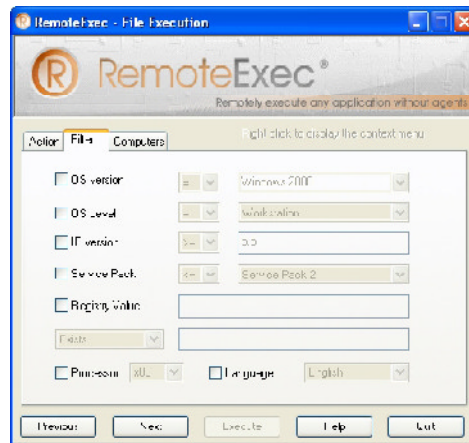 RemoteExec - File Execution
RemoteExec®
Remotely execute any application without agents
Right click to display the context menu
Action Filter Computers
OS version = Windows 2000
OS Level = Workstation
IE version >=
Service Pack <= Service Pack 2
Registry Value
Exists
Processor Language English
Previous Next Execute Help Quit